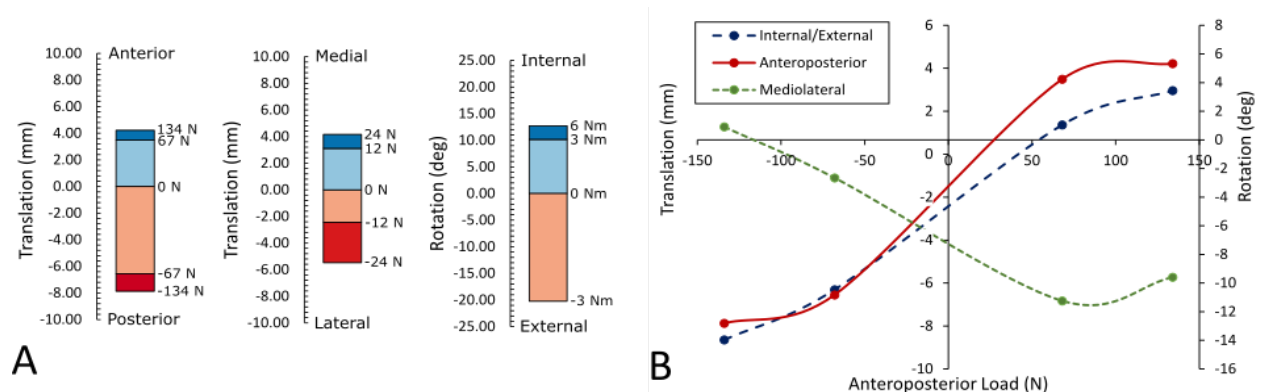 A
Anterior
Translation (mm)
10.00
8.00
6.00
4.00
2.00
0.00
-2.00
-4.00
-6.00
-8.00
-10.00
134 N
67 N
0 N
-67 N
-134 N
Posterior
Medial
Translation (mm)
10.00
8.00
6.00
4.00
2.00
0.00
-2.00
-4.00
-6.00
-8.00
-10.00
24 N
12 N
0 N
-12 N
-24 N
Lateral
Internal
Rotation (deg)
25.00
20.00
15.00
10.00
5.00
0.00
-5.00
-10.00
-15.00
-20.00
-25.00
6 Nm
3 Nm
0 Nm
-3 Nm
External
B
Internal/External
Anteroposterior
Mediolateral
Translation (mm)
6
4
2
0
-2
-4
-6
-8
-10
-150
-100
-50
0
50
100
150
8
6
4
2
0
-2
-4
-6
-8
-10
-12
-14
-16
Rotation (deg)
Anteroposterior Load (N)